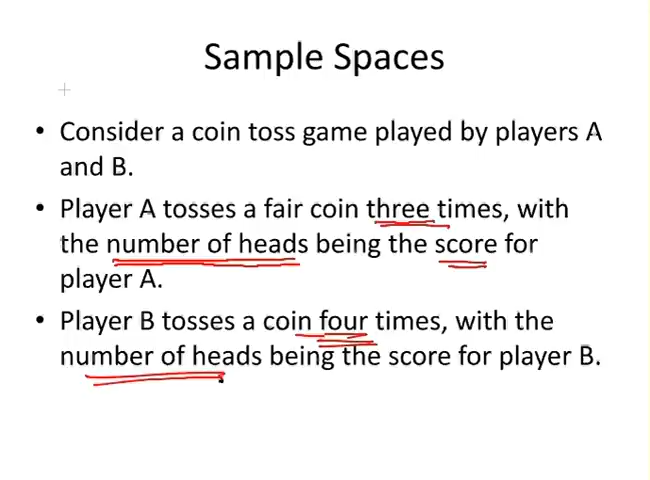 Sample Spaces
• Consider a coin toss game played by players A
and B.
• Player A tosses a fair coin three times, with
the number of heads being the score for
player A.
• Player B tosses a coin four times, with the
number of heads being the score for player B.